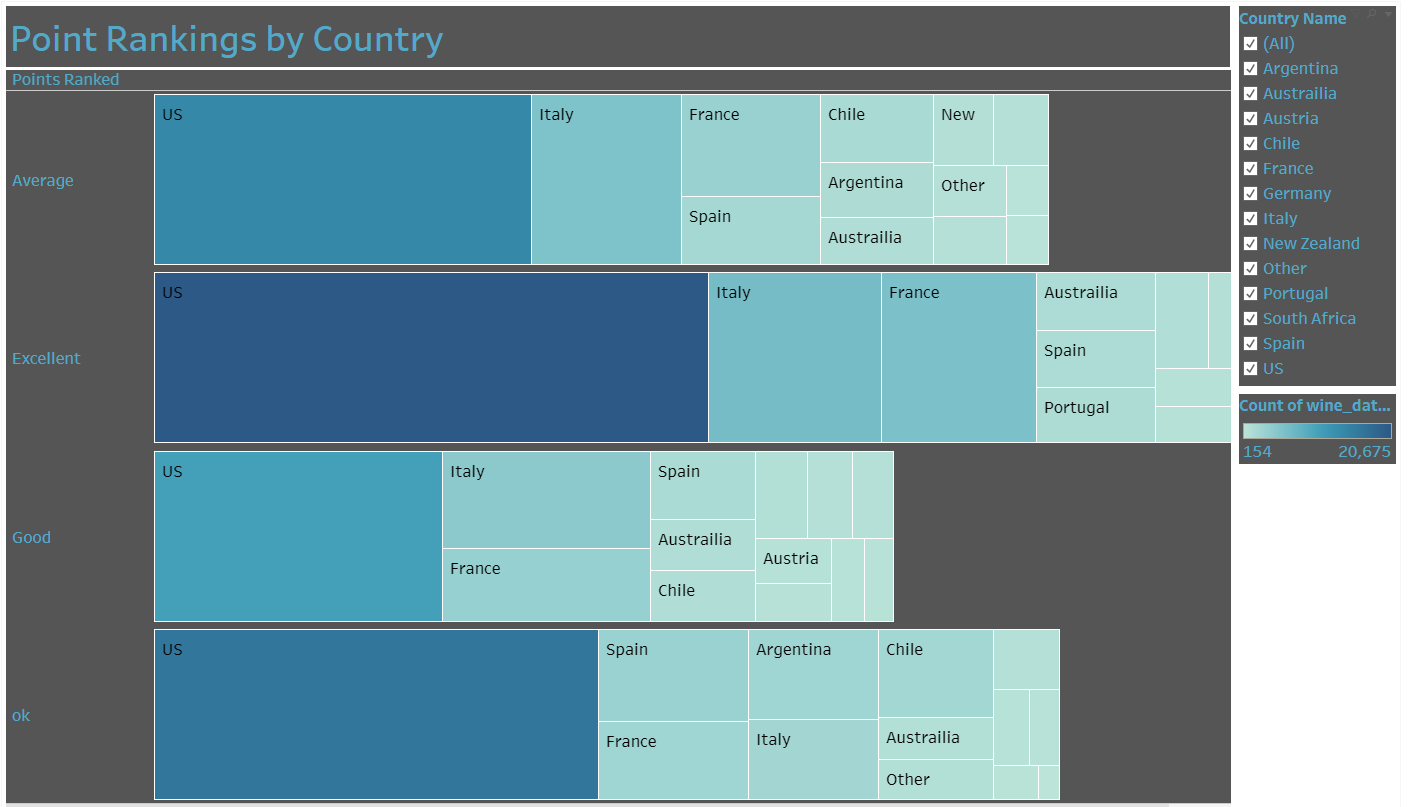 Point Rankings by Country
Points Ranked
Average
US
Italy
France
Spain
Chile
Argentina
Austrailia
New
Other
Excellent
US
Italy
France
Austrailia
Spain
Portugal
Good
US
Italy
France
Spain
Austrailia
Chile
Austria
ok
US
Spain
France
Argentina
Italy
Chile
Austrailia
Other
Country Name
(All)
Argentina
Austrailia
Austria
Chile
France
Germany
Italy
New Zealand
Other
Portugal
South Africa
Spain
US
Count of wine_dat...
154 20,675